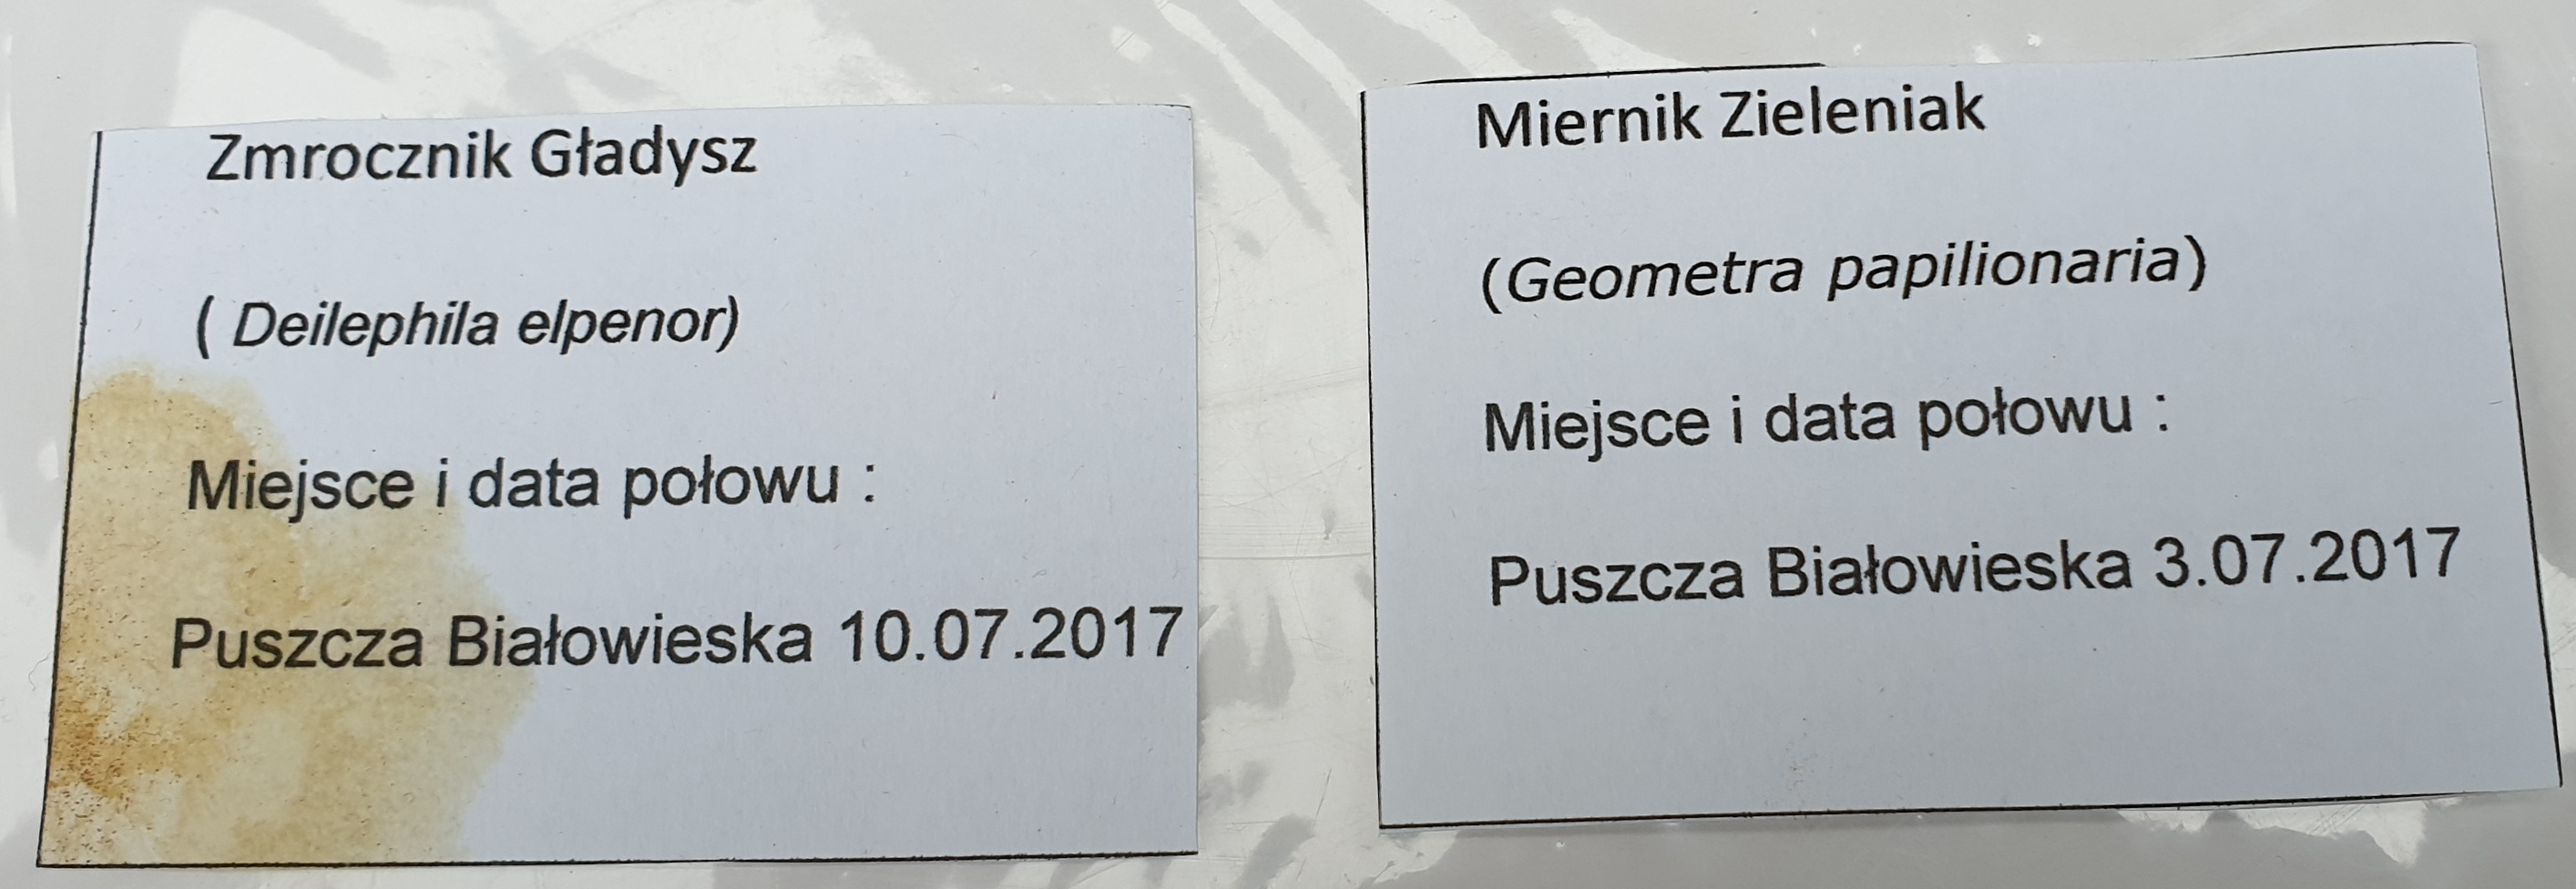 Zmrocznik Gładysz
( Deilephila elpenor)
Miejsce i data połowu :
Puszcza Białowieska 10.07.2017
Miernik Zieleniak
(Geometra papilionaria)
Miejsce i data połowu :
Puszcza Białowieska 3.07.2017